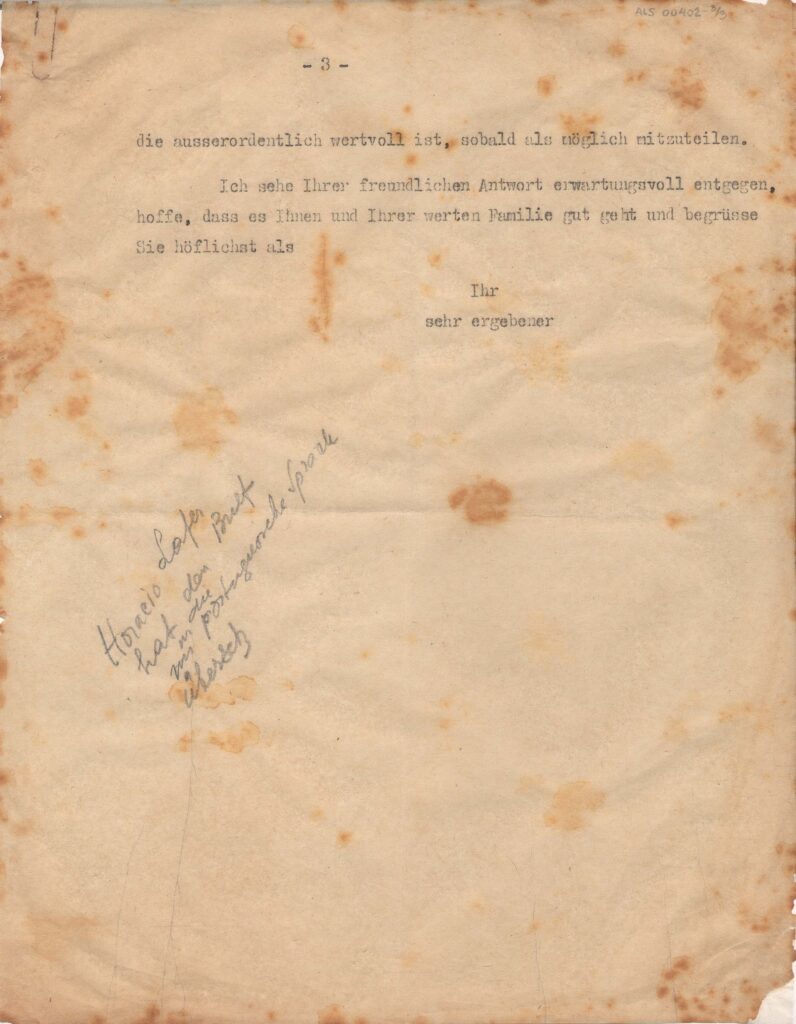 ALS 00402-3/3
- 3 -
die ausserordentlich wertvoll ist, sobald als möglich mitzuteilen.
Ich sehe Ihrer freundlichen Antwort erwartungsvoll entgegen,
hoffe, dass es Ihnen und Ihrer werten Familie gut geht und begrüsse
Sie höflichst als
Ihr
sehr ergebener
Horacio Lafer
hat den Brief
in die
portugiesische Sprache
übersetz